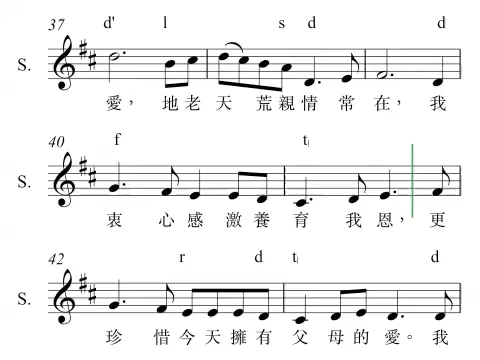 37 d' l s d d
S.
愛， 地老 天 荒親情 常 在， 我
40 f t|
S.
衷 心感 激養 育 我 恩， 更
42 r d t| d
S.
珍 惜今天擁有 父 母的 愛。我